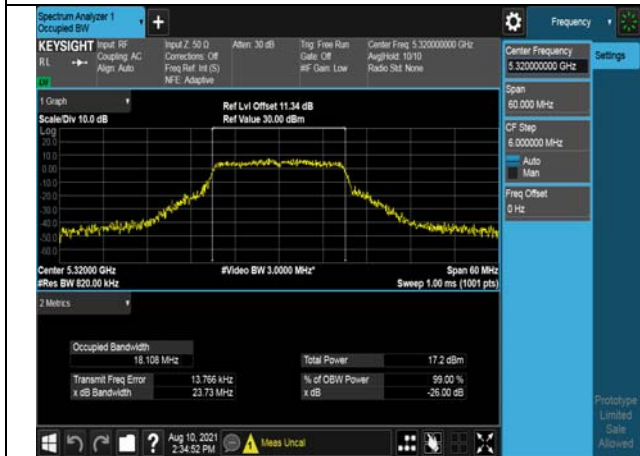 Spectrum Analyzer 1
Occupied BW
Frequency
KEYSIGHT
RL
Input: RF
Coupling: AC
Align: Auto
Input Z: 50 Ω
Corrections: Off
Freq Ref: Int (S)
NFE: Adaptive
Atten: 30 dB
Trig: Free Run
Gate: Off
#IF Gain: Low
Center Freq: 5.320000000 GHz
Avg|Hold: 10/10
Radio Std: None
Center Frequency
5.320000000 GHz
Settings
Span
60.000 MHz
CF Step
6.000000 MHz
Auto
Man
Freq Offset
0 Hz
1 Graph
Scale/Div 10.0 dB
Ref Lvl Offset 11.34 dB
Ref Value 30.00 dBm
Log
20.0
10.0
0.00
-10.0
-20.0
-30.0
-40.0
-50.0
-60.0
Center 5.32000 GHz
#Res BW 820.00 kHz
#Video BW 3.0000 MHz*
Span 60 MHz
Sweep 1.00 ms (1001 pts)
2 Metrics
Occupied Bandwidth
18.108 MHz
Total Power
17.2 dBm
Transmit Freq Error
13.766 kHz
% of OBW Power
99.00 %
x dB Bandwidth
23.73 MHz
x dB
-26.00 dB
Prototype
Limited
Sale
Allowed
?
Aug 10, 2021
2:34:52 PM
Meas Uncal